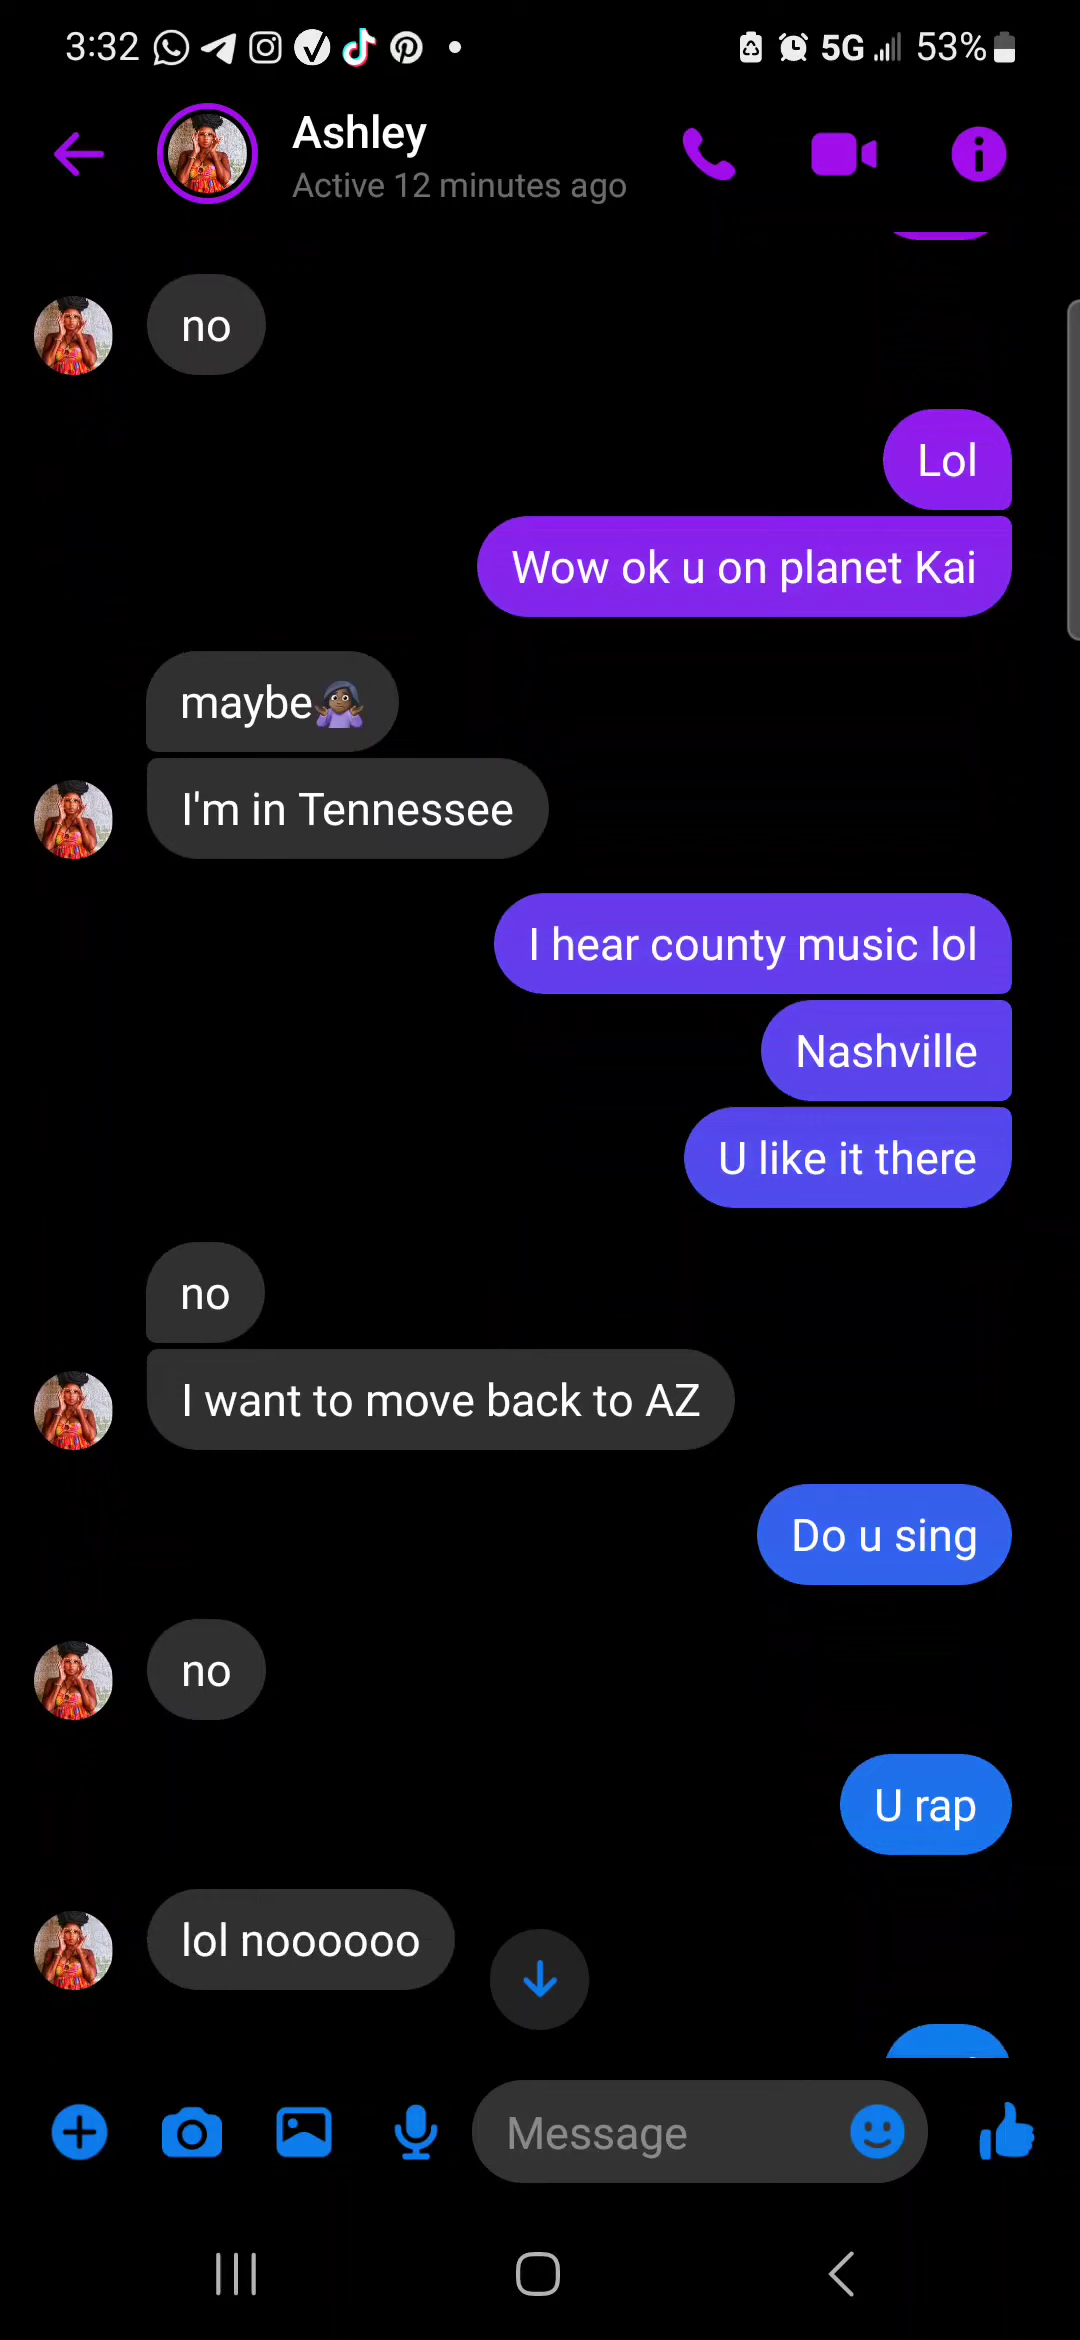 3:32
5G 53%
Ashley
Active 12 minutes ago
no
Lol
Wow ok u on planet Kai
maybe🤷🏿‍♀️
I'm in Tennessee
I hear county music lol
Nashville
U like it there
no
I want to move back to AZ
Do u sing
no
U rap
lol noooooo
Message